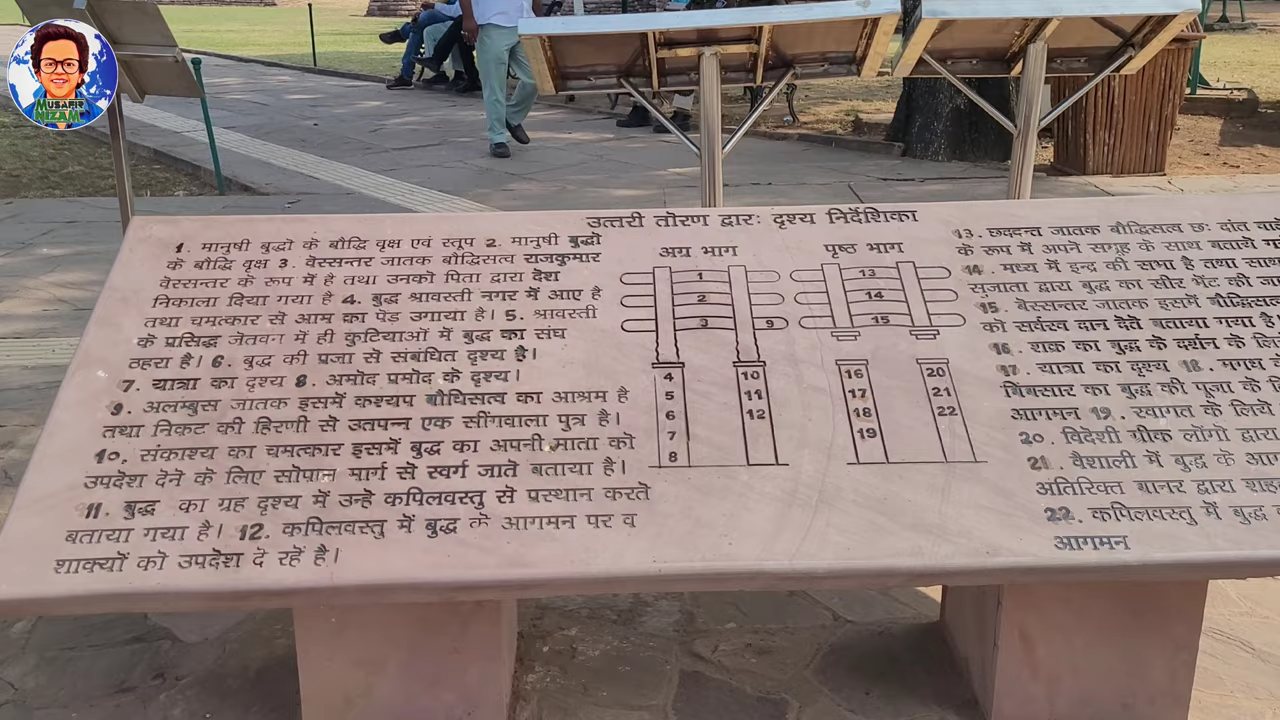 MUSAFIR
NIZAM
उत्तरी तोरण द्वारः दृश्य निर्देशिका
1. मानुषी बुद्धों के बौद्धि वृक्ष एवं स्तूप 2. मानुषी बुद्धों
के बौद्धि वृक्ष 3. वेस्सन्तर जातक बौद्धिसत्व राजकुमार
वेस्सन्तर के रूप में है तथा उनको पिता द्वारा देश
निकाला दिया गया है 4. बुद्ध श्रावस्ती नगर में आए है
तथा चमत्कार से आम का पेड़ उगाया है। 5. श्रावस्ती
के प्रसिद्ध जेतवन में ही कुटियाओं में बुद्ध का संघ
ठहरा है। 6. बुद्ध की प्रजा से संबंधित दृश्य है।
7. यात्रा का दृश्य 8. अमोद प्रमोद के दृश्य।
9. अलम्बुस जातक इसमें कश्यप बौधिसत्व का आश्रम है
तथा निकट की हिरणी से उतपन्न एक सींगवाला पुत्र है।
10. संकाश्य का चमत्कार इसमें बुद्ध का अपनी माता को
उपदेश देने के लिए सोपान मार्ग से स्वर्ग जाते बताया है।
11. बुद्ध का ग्रह दृश्य में उन्हे कपिलवस्तु से प्रस्थान करते
बताया गया है। 12. कपिलवस्तु में बुद्ध के आगमन पर व
शाक्यों को उपदेश दे रहें है।
अग्र भाग
1
2
3 9
4 10
5 11
6 12
7
8
पृष्ठ भाग
13
14
15
16 20
17 21
18 22
19
13. छद्दन्त जातक बौद्धिसत्व छः दांत
के रूप में अपने समूह के साथ बताये
14. मध्य में इन्द्र की सभा है तथा
सुजाता द्वारा बुद्ध का सौर भेंट की
15. बेस्सन्तर जातक इसमें
को सर्वस्व दान देते बताया गया है
16. शक्र का बुद्ध के दर्शन के
17. यात्रा का दृश्य 18. मगध
बिंबसार का बुद्ध की पूजा के
आगमन 19. स्वागत के लिये
20. विदेशी ग्रीक लोंगो द्वारा
21. वैशाली में बुद्ध के
अतिरिक्त बानर द्वारा
22. कपिलवस्तु में बुद्ध
आगमन